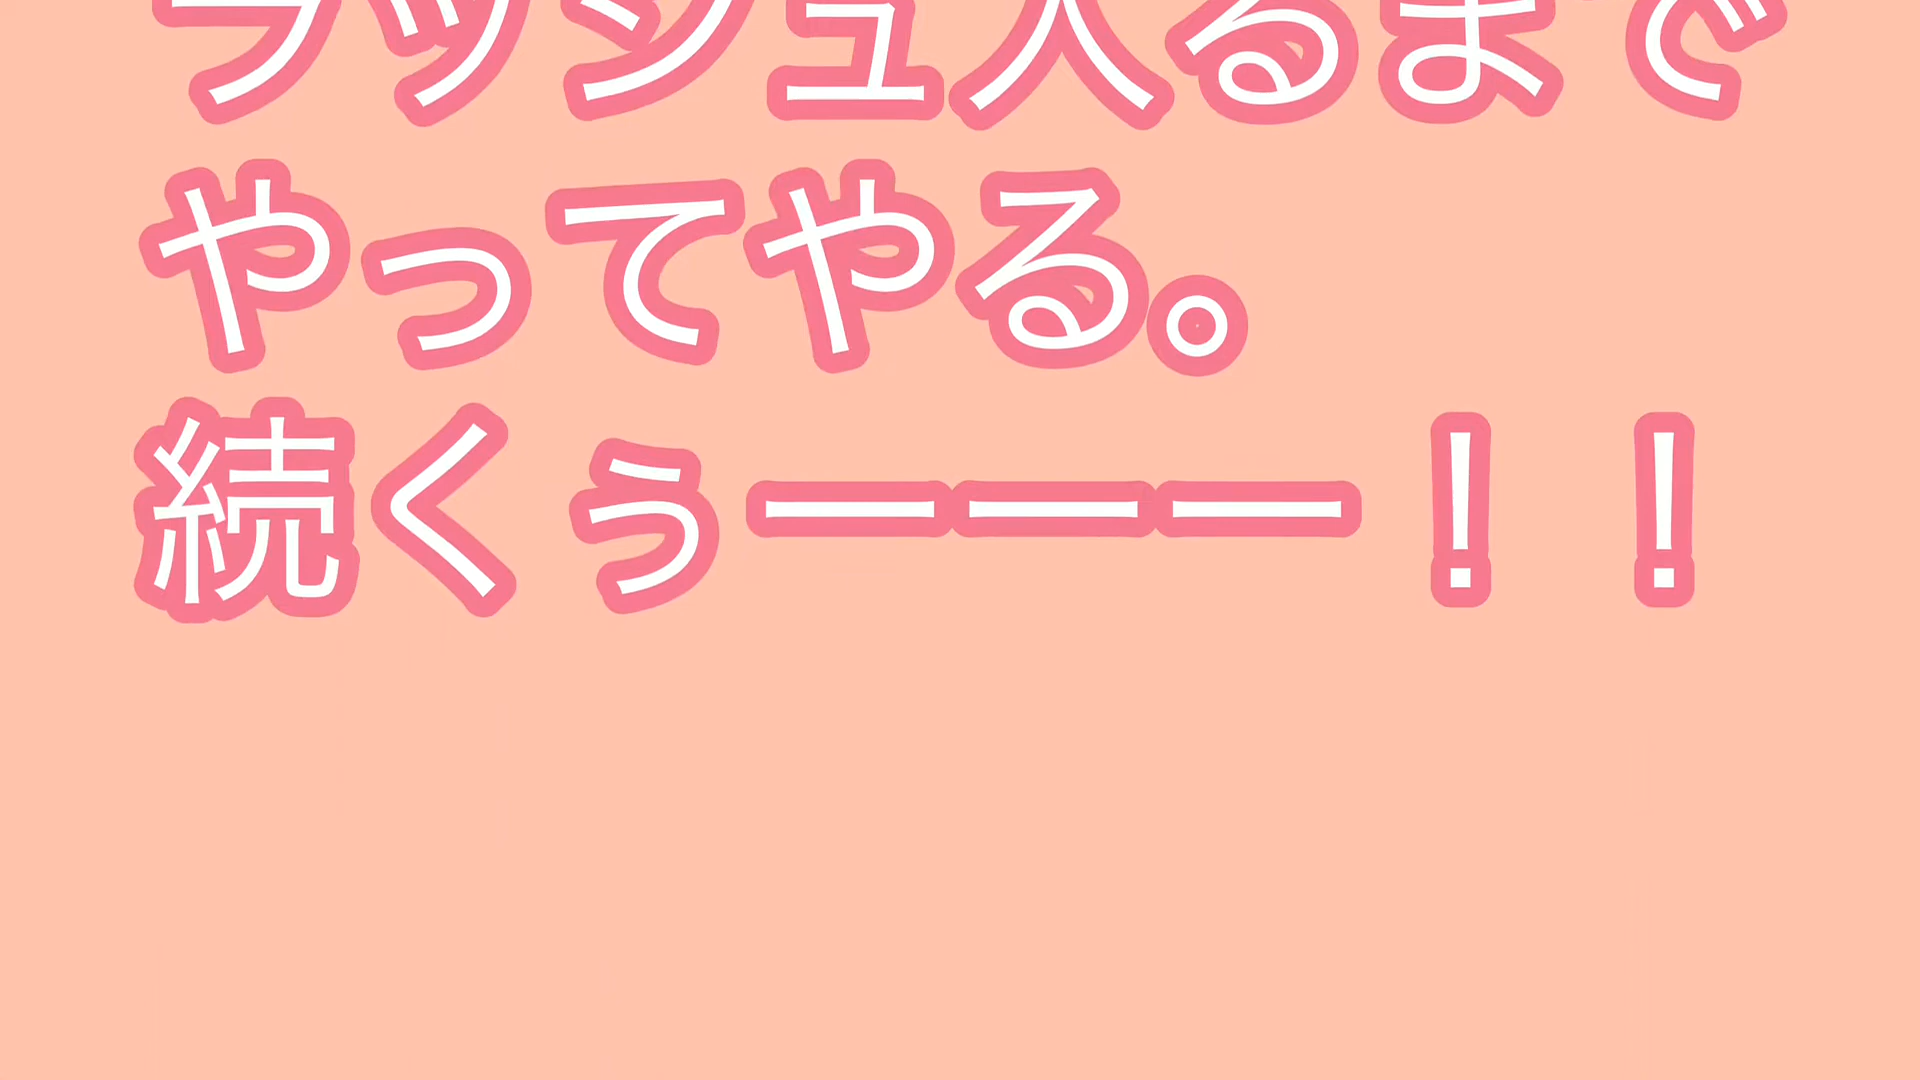 ラッシュ入るまで
やってやる。
続くぅーーー！！